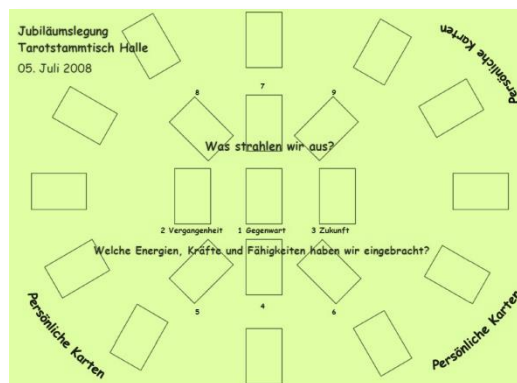 Jubiläumslegung
Tarotstammtisch Halle
05. Juli 2008
Persönliche Karten
8
7
9
Was strahlen wir aus?
2 Vergangenheit
1 Gegenwart
3 Zukunft
Welche Energien, Kräfte und Fähigkeiten haben wir eingebracht?
5
4
6
Persönliche Karten
Persönliche Karten